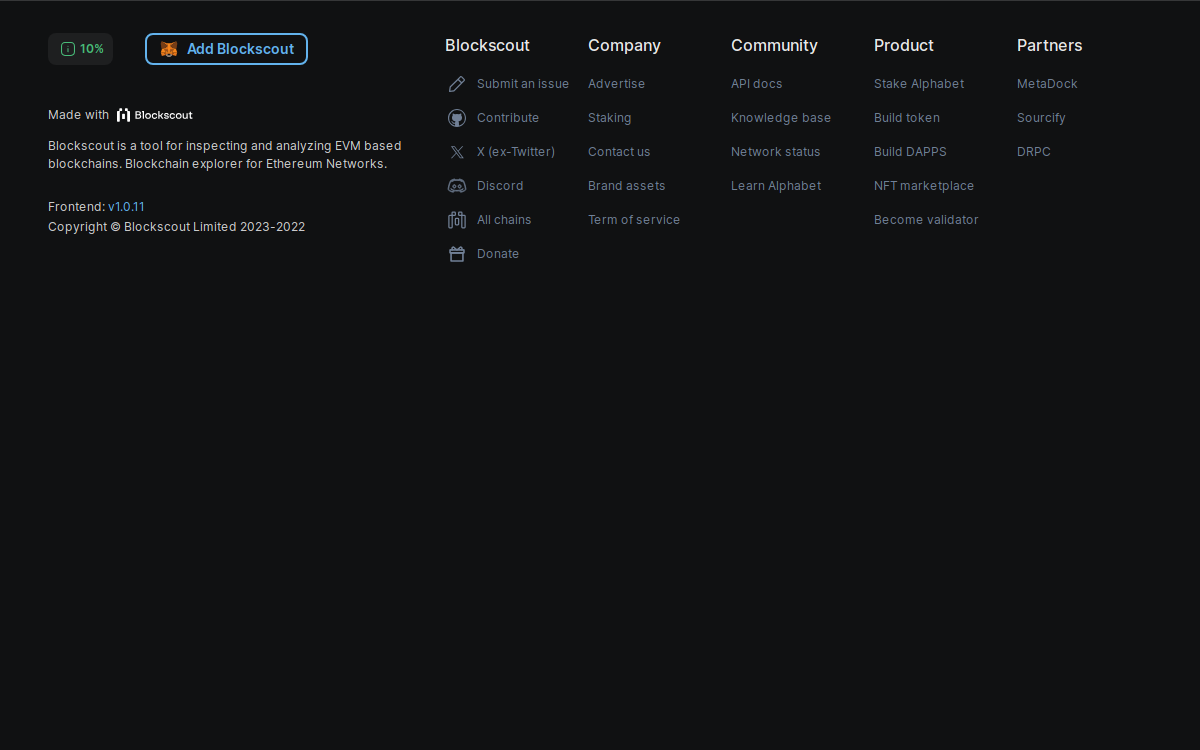 10%
Add Blockscout
Made with Blockscout
Blockscout is a tool for inspecting and analyzing EVM based
blockchains. Blockchain explorer for Ethereum Networks.
Frontend: v1.0.11
Copyright © Blockscout Limited 2023-2022
Blockscout
Submit an issue
Contribute
X (ex-Twitter)
Discord
All chains
Donate
Company
Advertise
Staking
Contact us
Brand assets
Term of service
Community
API docs
Knowledge base
Network status
Learn Alphabet
Product
Stake Alphabet
Build token
Build DAPPS
NFT marketplace
Become validator
Partners
MetaDock
Sourcify
DRPC